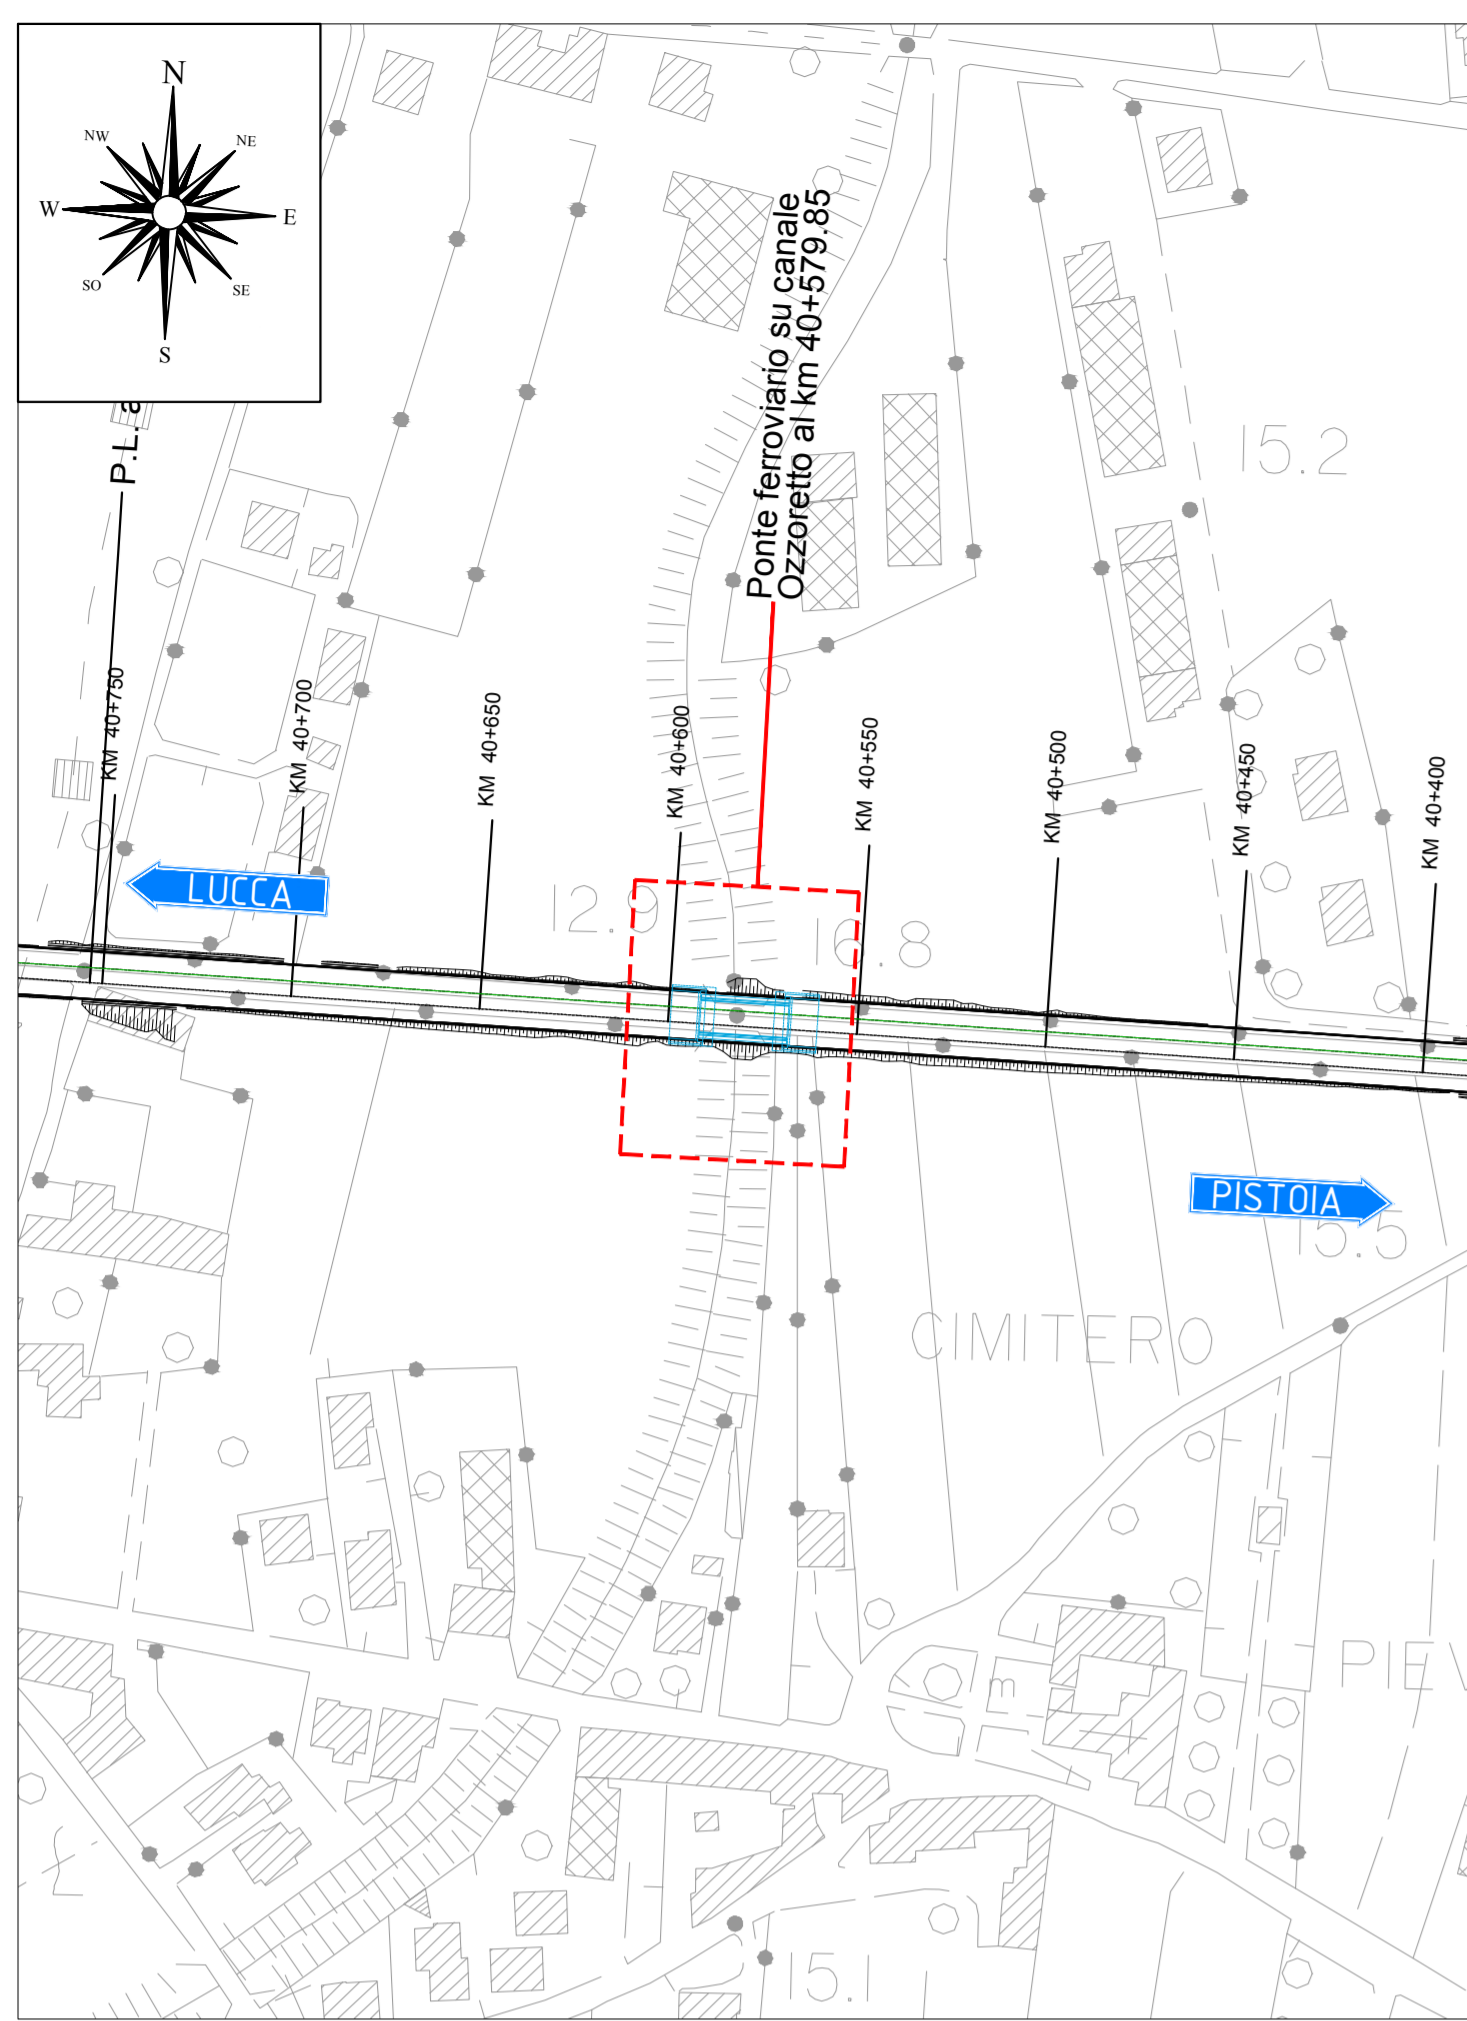 N
NW
NE
W
E
SO
SE
S
Ponte ferroviario su canale
Ozzoretto al km 40+579.85
P.L. a
15.2
KM 40+750
KM 40+700
KM 40+650
KM 40+600
KM 40+550
KM 40+500
KM 40+450
KM 40+400
LUCCA
12.9
16.8
PISTOIA
15.5
CIMITERO
PIEV
15.1